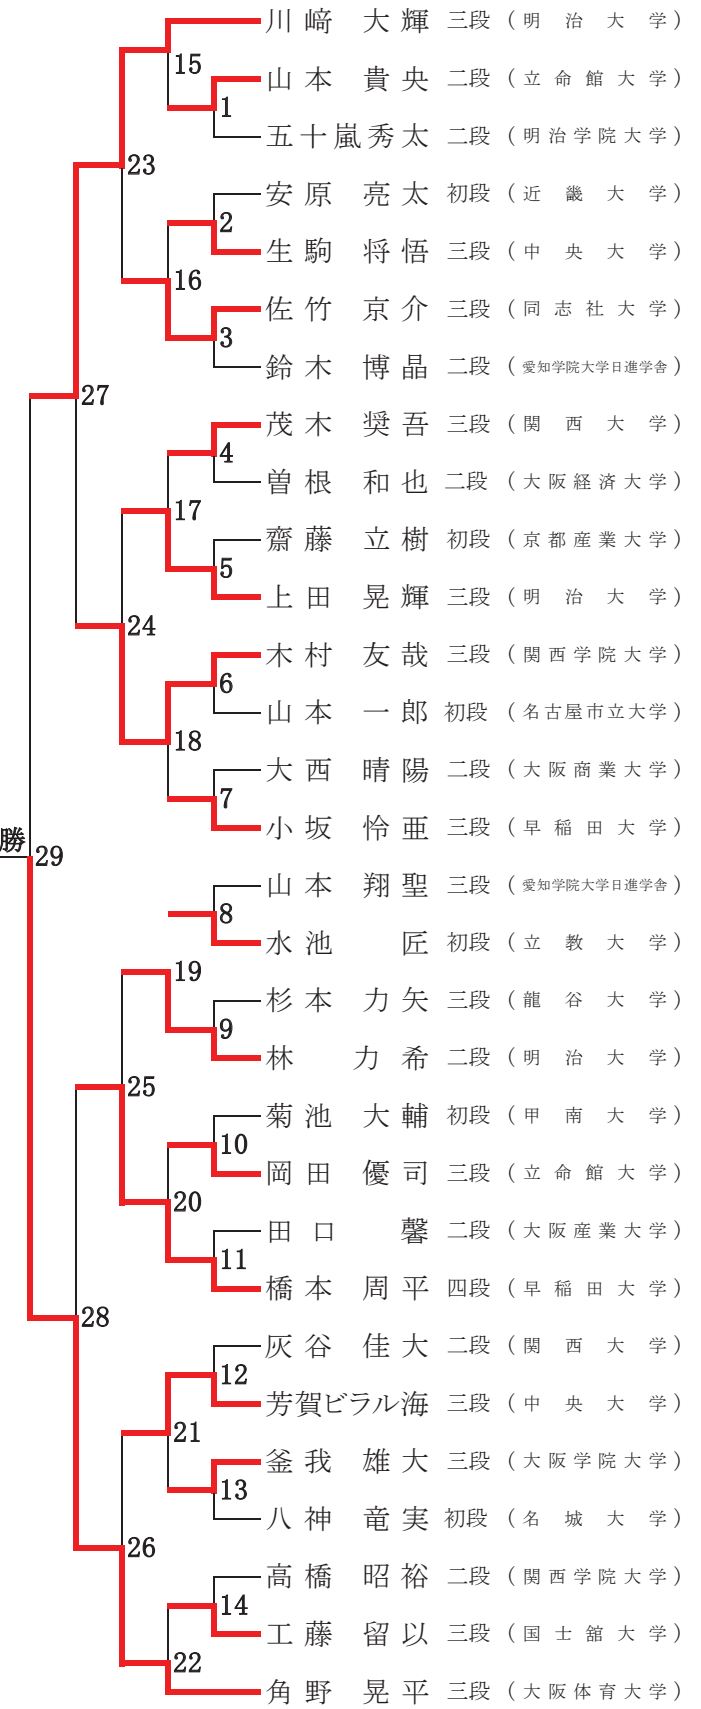 川﨑 大輝 三段 (明治大学)
15
山本 貴央 二段 (立命館大学)
1
五十嵐秀太 二段 (明治学院大学)
23
安原 亮太 初段 (近畿大学)
2
生駒 将悟 三段 (中央大学)
16
佐竹 京介 三段 (同志社大学)
3
鈴木 博晶 二段 (愛知学院大学日進学舎)
27
茂木 奨吾 三段 (関西大学)
4
曽根 和也 二段 (大阪経済大学)
17
齋藤 立樹 初段 (京都産業大学)
5
上田 晃輝 三段 (明治大学)
24
木村 友哉 三段 (関西学院大学)
6
山本 一郎 初段 (名古屋市立大学)
18
大西 晴陽 二段 (大阪商業大学)
7
小坂 怜亜 三段 (早稲田大学)
勝
29
山本 翔聖 三段 (愛知学院大学日進学舎)
8
水池 匠 初段 (立教大学)
19
杉本 力矢 三段 (龍谷大学)
9
林 力希 二段 (明治大学)
25
菊池 大輔 初段 (甲南大学)
10
岡田 優司 三段 (立命館大学)
20
田口 馨 二段 (大阪産業大学)
11
橋本 周平 四段 (早稲田大学)
28
灰谷 佳大 二段 (関西大学)
12
芳賀ビラル海 三段 (中央大学)
21
釜我 雄大 三段 (大阪学院大学)
13
八神 竜実 初段 (名城大学)
26
高橋 昭裕 二段 (関西学院大学)
14
工藤 留以 三段 (国士舘大学)
22
角野 晃平 三段 (大阪体育大学)